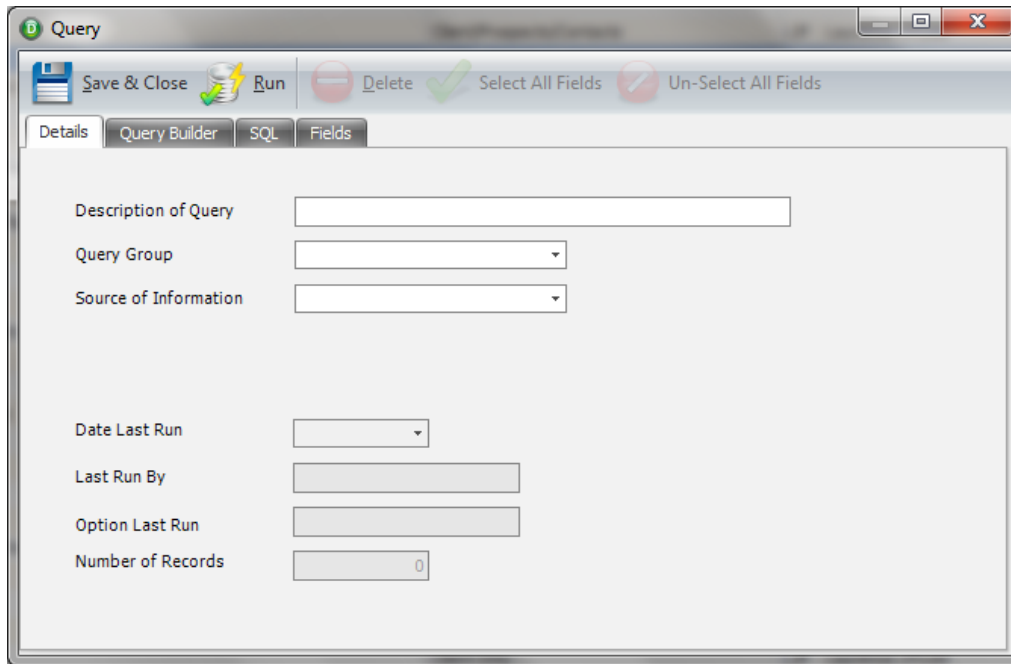 Query
Save & Close Run Delete Select All Fields Un-Select All Fields
Details Query Builder SQL Fields
Description of Query
Query Group
Source of Information
Date Last Run
Last Run By
Option Last Run
Number of Records 0